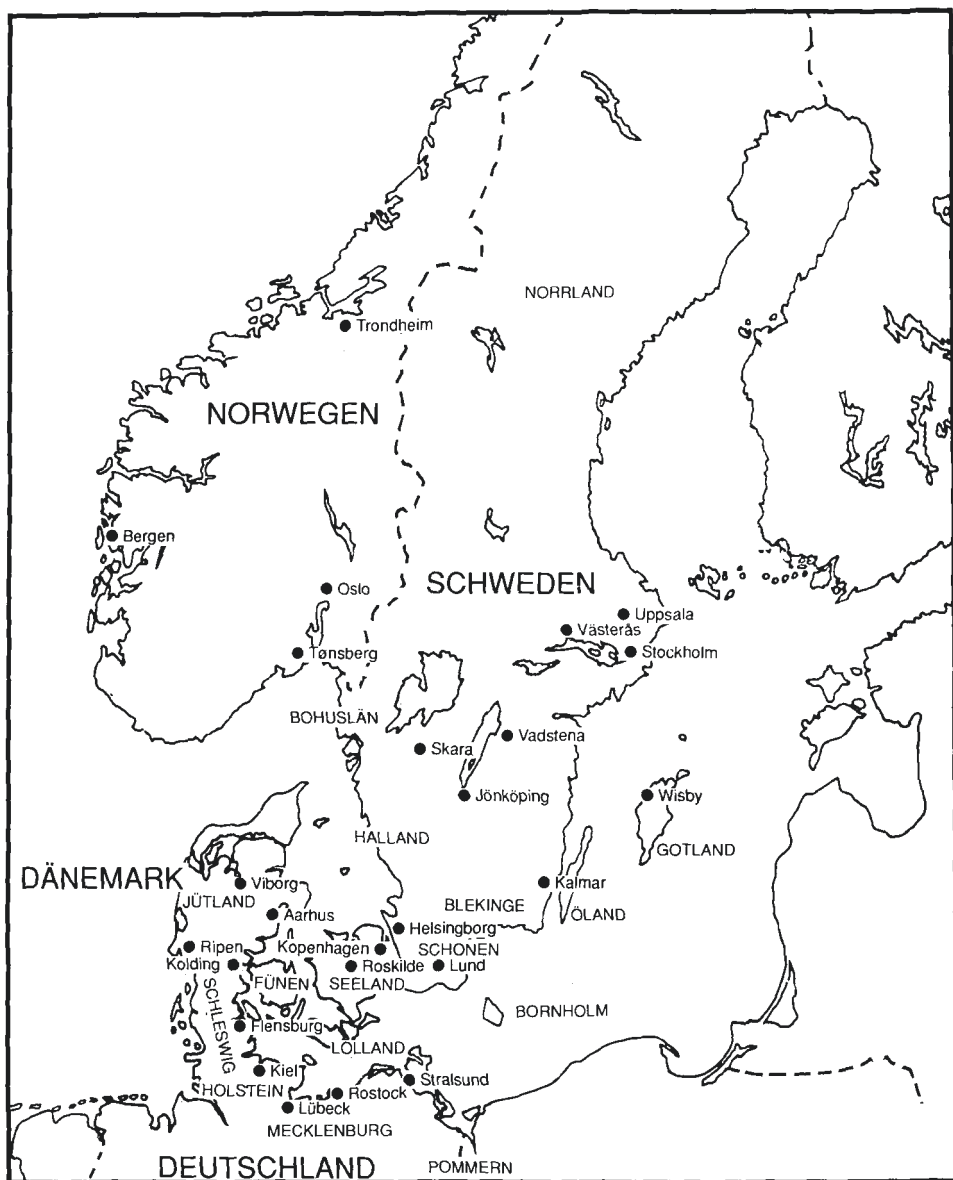 NORRLAND
Trondheim
NORWEGEN
Bergen
SCHWEDEN
Oslo
Uppsala
Västerås
Stockholm
Tønsberg
BOHUSLÄN
Vadstena
Skara
Jönköping
Wisby
HALLAND
GOTLAND
DÄNEMARK
Viborg
Kalmar
JÜTLAND
BLEKINGE
ÖLAND
Aarhus
Helsingborg
Ripen
Kopenhagen
SCHONEN
Kolding
Roskilde
Lund
FÜNEN
SEELAND
BORNHOLM
SCHLESWIG
Flensburg
LOLLAND
Kiel
Stralsund
HOLSTEIN
Rostock
Lübeck
MECKLENBURG
DEUTSCHLAND
POMMERN